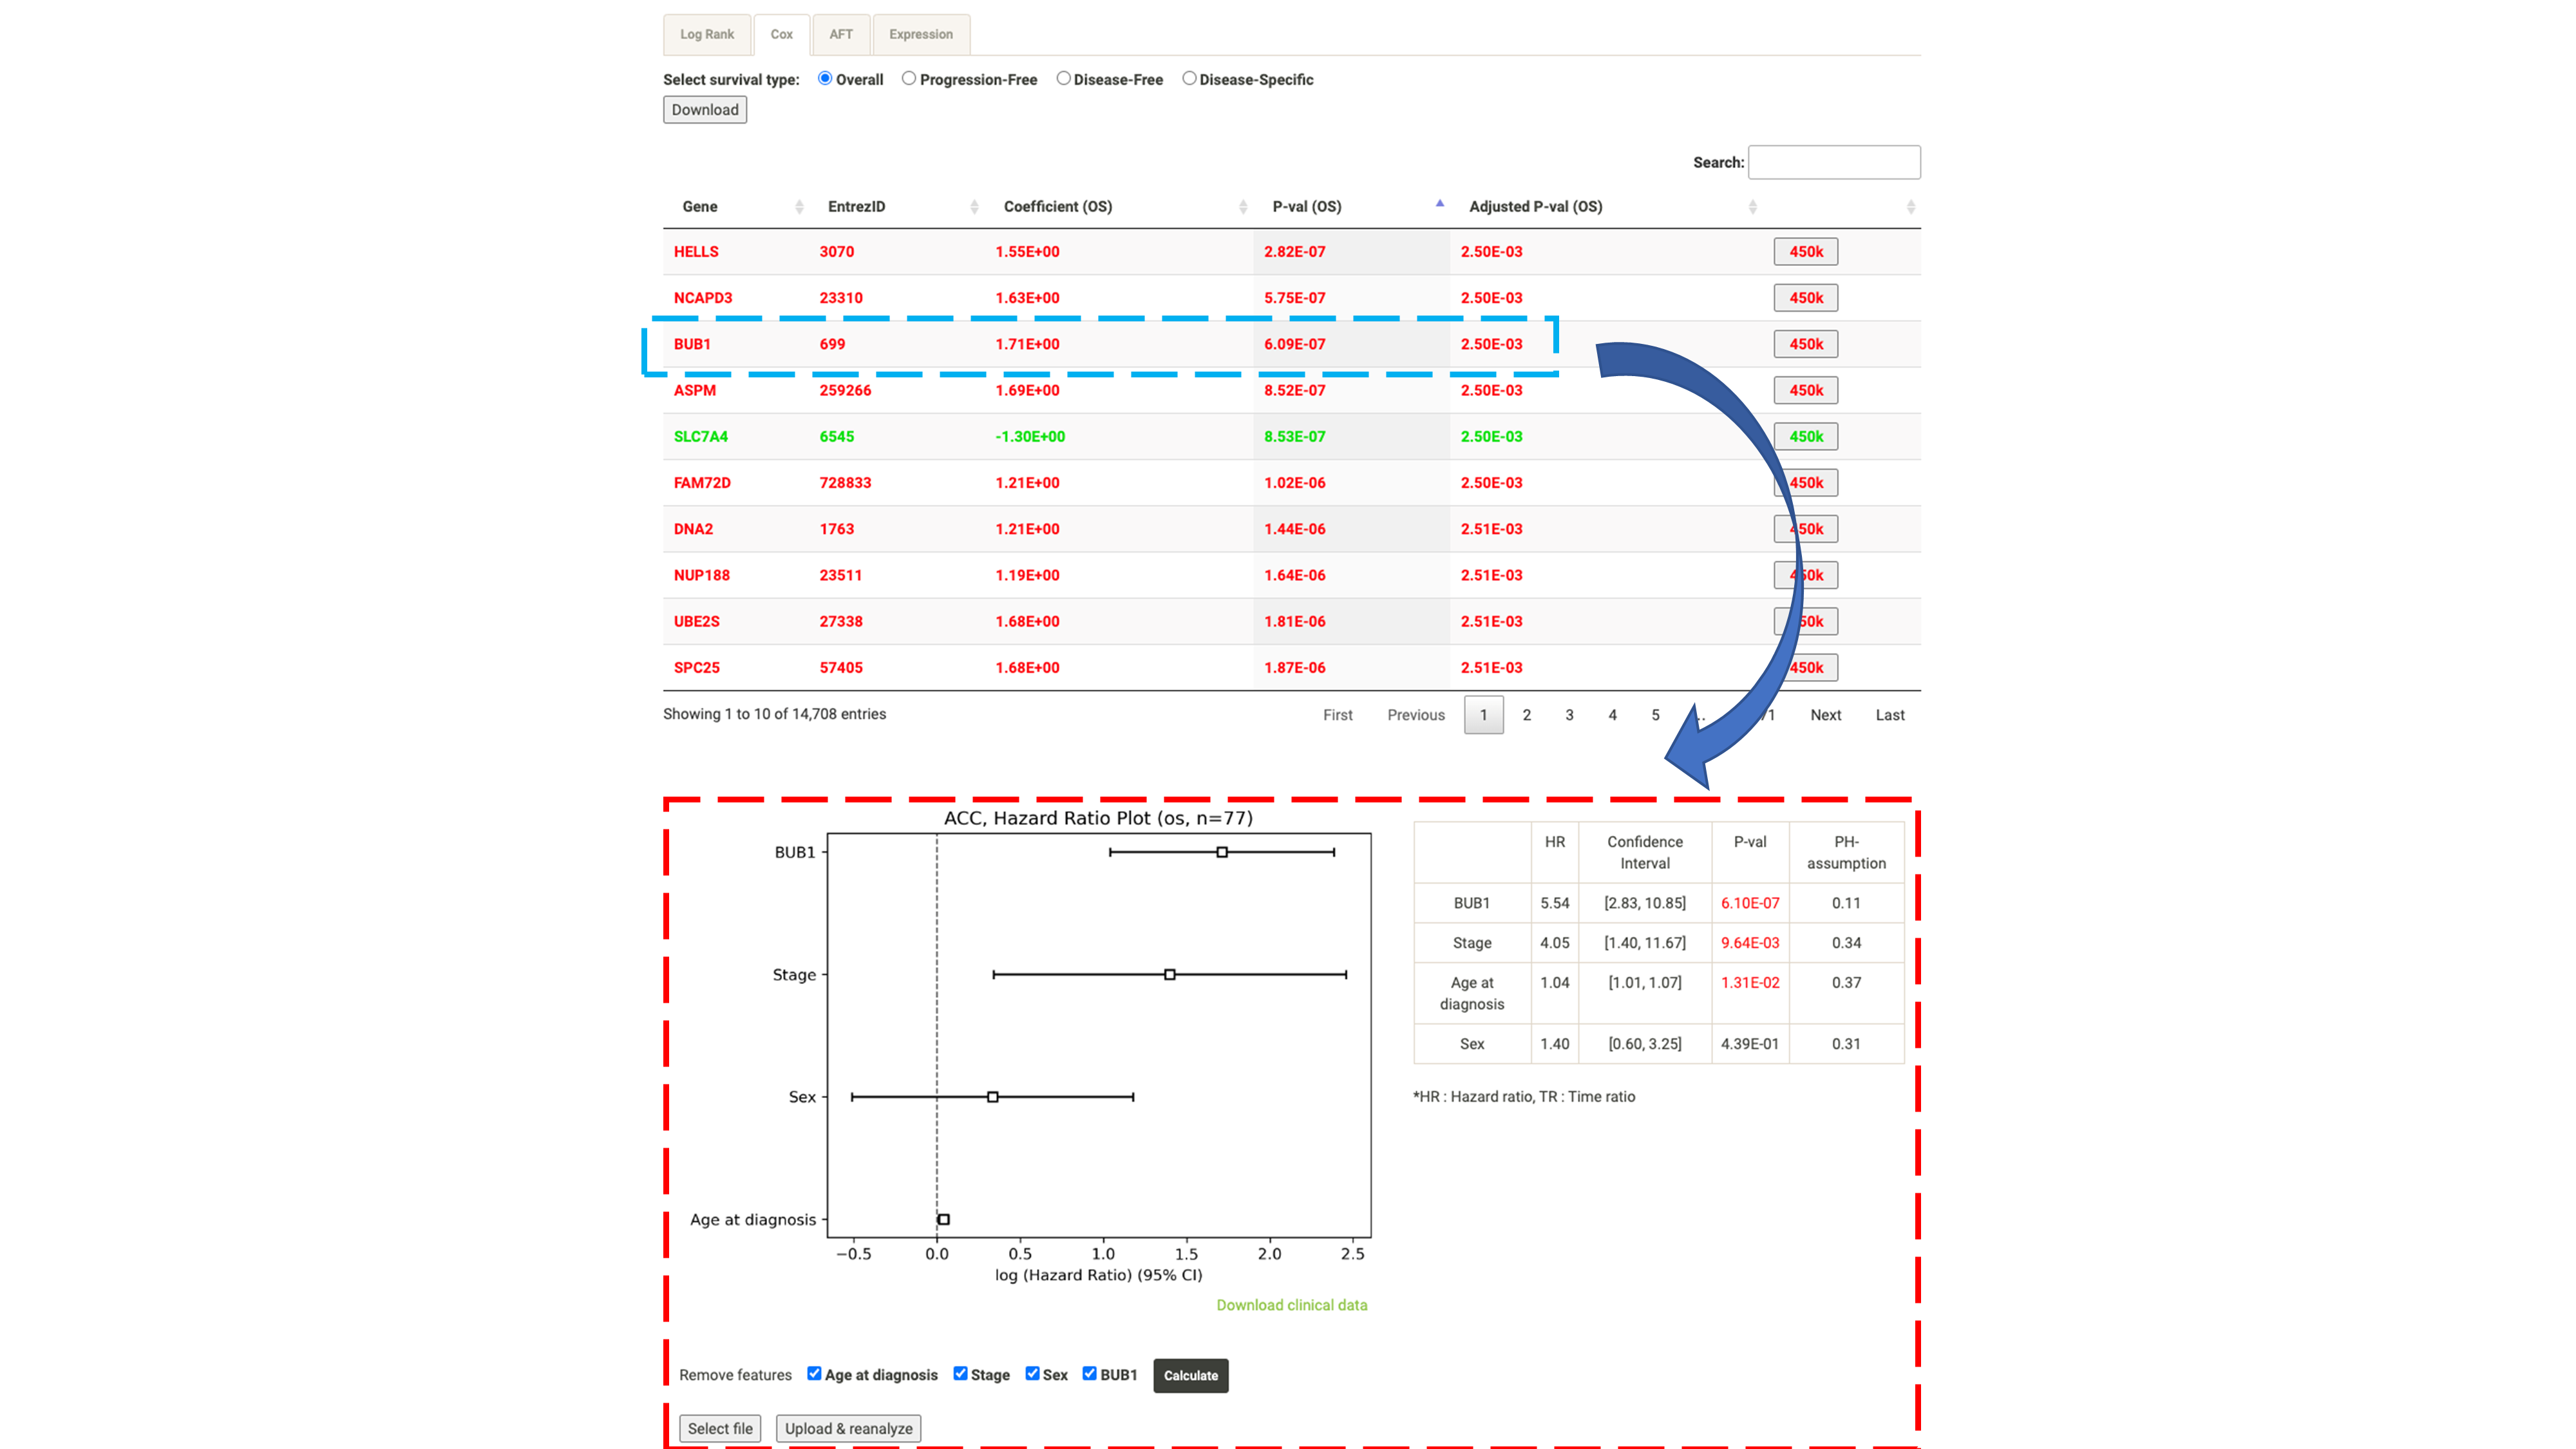 Log Rank Cox AFT Expression
Select survival type: Overall Progression-Free Disease-Free Disease-Specific
Download
Search:
Gene EntrezID Coefficient (OS) P-val (OS) Adjusted P-val (OS)
HELLS 3070 1.55E+00 2.82E-07 2.50E-03 450k
NCAPD3 23310 1.63E+00 5.75E-07 2.50E-03 450k
BUB1 699 1.71E+00 6.09E-07 2.50E-03 450k
ASPM 259266 1.69E+00 8.52E-07 2.50E-03 450k
SLC7A4 6545 -1.30E+00 8.53E-07 2.50E-03 450k
FAM72D 728833 1.21E+00 1.02E-06 2.50E-03 450k
DNA2 1763 1.21E+00 1.44E-06 2.51E-03 450k
NUP188 23511 1.19E+00 1.64E-06 2.51E-03
UBE2S 27338 1.68E+00 1.81E-06 2.51E-03
SPC25 57405 1.68E+00 1.87E-06 2.51E-03 450k
Showing 1 to 10 of 14,708 entries First Previous 1 2 3 4 5 Next Last
ACC, Hazard Ratio Plot (os, n=77)
BUB1
Stage
Sex
Age at diagnosis
−0.5 0.0 0.5 1.0 1.5 2.0 2.5
log (Hazard Ratio) (95% CI)
Download clinical data
HR Confidence Interval P-val PH-assumption
BUB1 5.54 [2.83, 10.85] 6.10E-07 0.11
Stage 4.05 [1.40, 11.67] 9.64E-03 0.34
Age at diagnosis 1.04 [1.01, 1.07] 1.31E-02 0.37
Sex 1.40 [0.60, 3.25] 4.39E-01 0.31
*HR : Hazard ratio, TR : Time ratio
Remove features Age at diagnosis Stage Sex BUB1 Calculate
Select file Upload & reanalyze